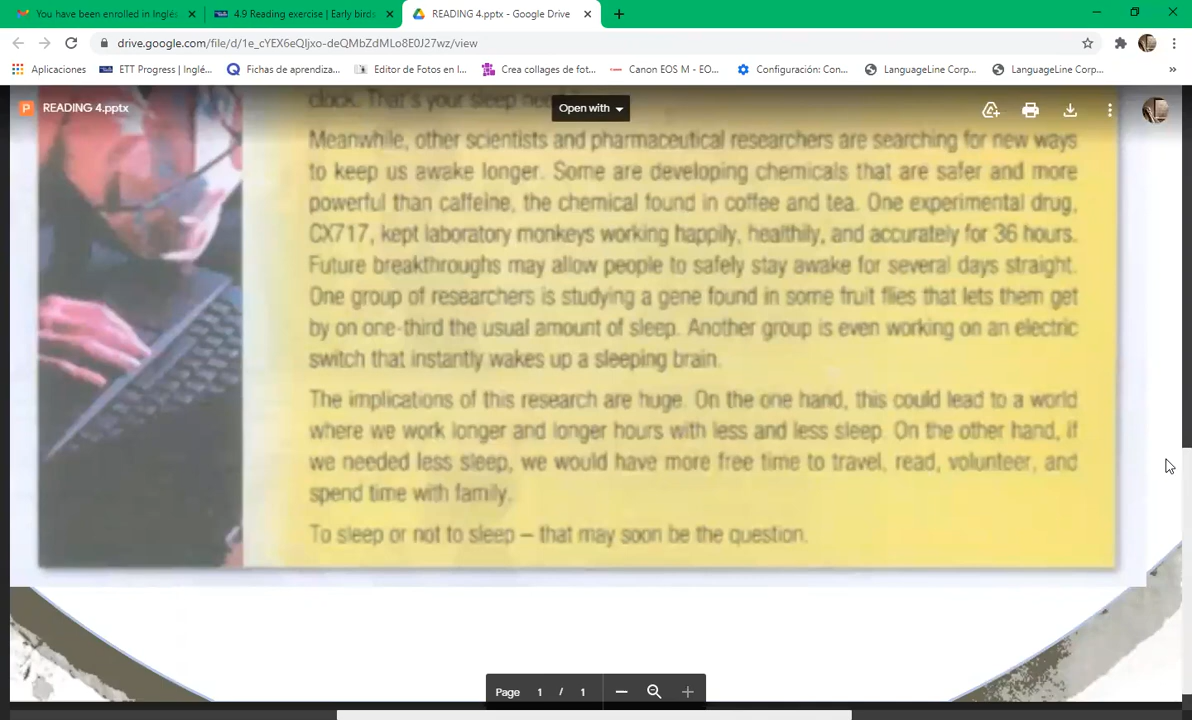 You have been enrolled in Inglés
4.9 Reading exercise | Early birds
READING 4.pptx - Google Drive
drive.google.com/file/d/1e_cYEX6eQIjxo-deQMbZdMLo8E0J27wz/view
Aplicaciones
ETT Progress | Inglé...
Fichas de aprendiza...
Editor de Fotos en l...
Crea collages de fot...
Canon EOS M - EO...
Configuración: Con...
LanguageLine Corp...
LanguageLine Corp...
READING 4.pptx
Open with
clock. That's your sleep need."
Meanwhile, other scientists and pharmaceutical researchers are searching for new ways
to keep us awake longer. Some are developing chemicals that are safer and more
powerful than caffeine, the chemical found in coffee and tea. One experimental drug,
CX717, kept laboratory monkeys working happily, healthily, and accurately for 36 hours.
Future breakthroughs may allow people to safely stay awake for several days straight.
One group of researchers is studying a gene found in some fruit flies that lets them get
by on one-third the usual amount of sleep. Another group is even working on an electric
switch that instantly wakes up a sleeping brain.
The implications of this research are huge. On the one hand, this could lead to a world
where we work longer and longer hours with less and less sleep. On the other hand, if
we needed less sleep, we would have more free time to travel, read, volunteer, and
spend time with family.
To sleep or not to sleep – that may soon be the question.
Page 1 / 1